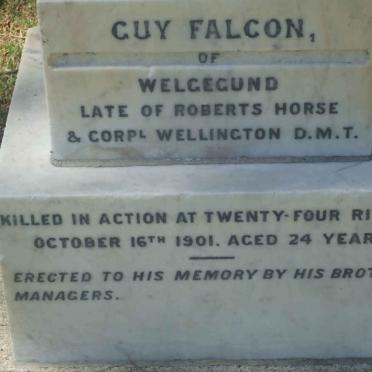 GUY FALCON,
OF
WELGEGUND
LATE OF ROBERTS HORSE
& CORPL WELLINGTON D.M.T.
KILLED IN ACTION AT TWENTY-FOUR RI
OCTOBER 16TH 1901. AGED 24 YEAR
ERECTED TO HIS MEMORY BY HIS BROT
MANAGERS.